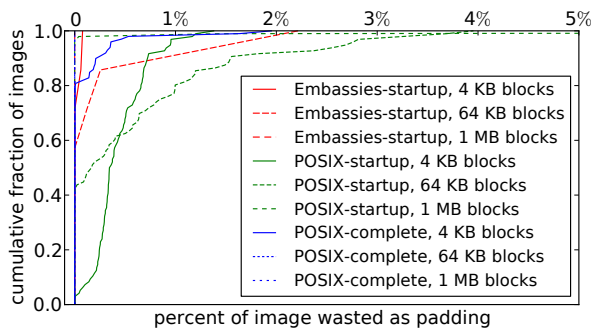 0 1% 2% 3% 4% 5%
1.0
0.8
0.6
0.4
0.2
0.0
cumulative fraction of images
Embassies-startup, 4 KB blocks
Embassies-startup, 64 KB blocks
Embassies-startup, 1 MB blocks
POSIX-startup, 4 KB blocks
POSIX-startup, 64 KB blocks
POSIX-startup, 1 MB blocks
POSIX-complete, 4 KB blocks
POSIX-complete, 64 KB blocks
POSIX-complete, 1 MB blocks
percent of image wasted as padding